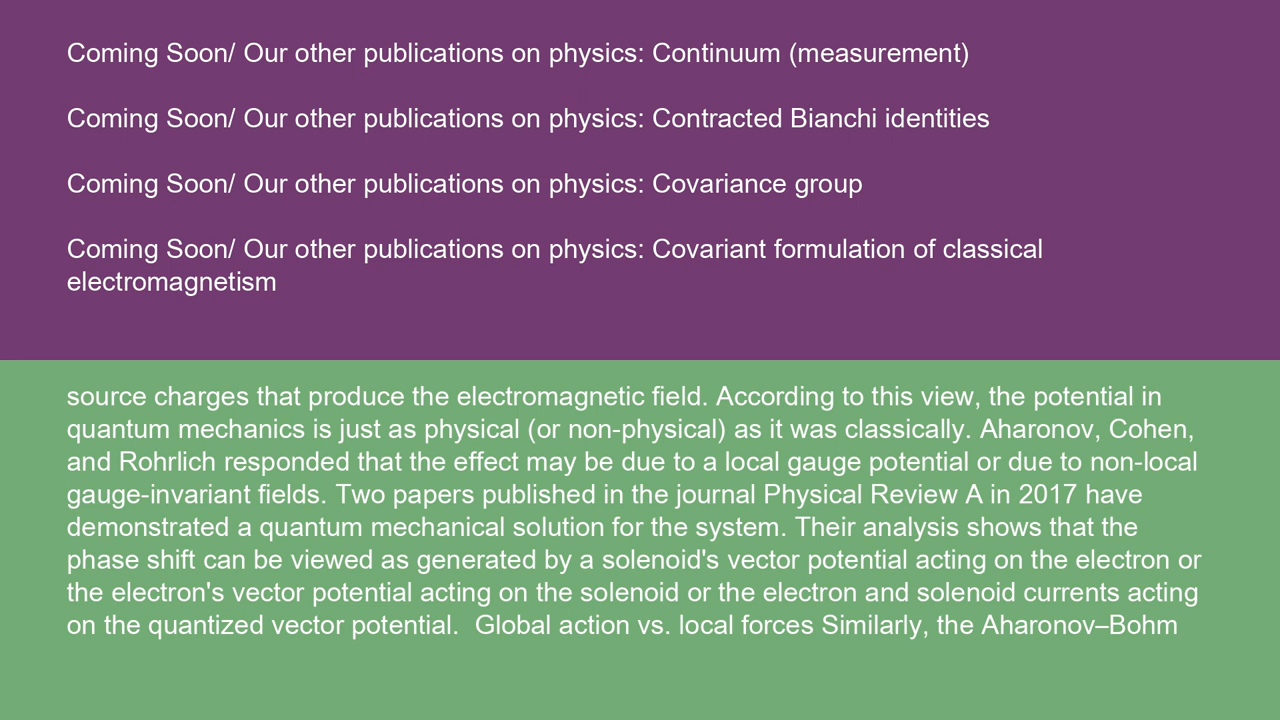 Coming Soon/ Our other publications on physics: Continuum (measurement)
Coming Soon/ Our other publications on physics: Contracted Bianchi identities
Coming Soon/ Our other publications on physics: Covariance group
Coming Soon/ Our other publications on physics: Covariant formulation of classical
electromagnetism
source charges that produce the electromagnetic field. According to this view, the potential in
quantum mechanics is just as physical (or non-physical) as it was classically. Aharonov, Cohen,
and Rohrlich responded that the effect may be due to a local gauge potential or due to non-local
gauge-invariant fields. Two papers published in the journal Physical Review A in 2017 have
demonstrated a quantum mechanical solution for the system. Their analysis shows that the
phase shift can be viewed as generated by a solenoid's vector potential acting on the electron or
the electron's vector potential acting on the solenoid or the electron and solenoid currents acting
on the quantized vector potential.  Global action vs. local forces Similarly, the Aharonov–Bohm